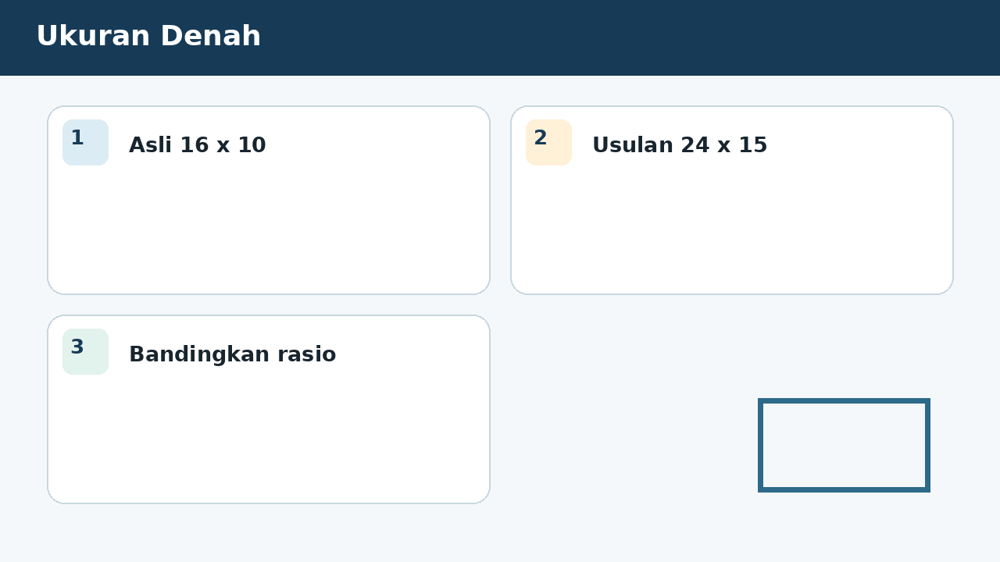 Ukuran Denah
1
Asli 16 x 10
2
Usulan 24 x 15
3
Bandingkan rasio